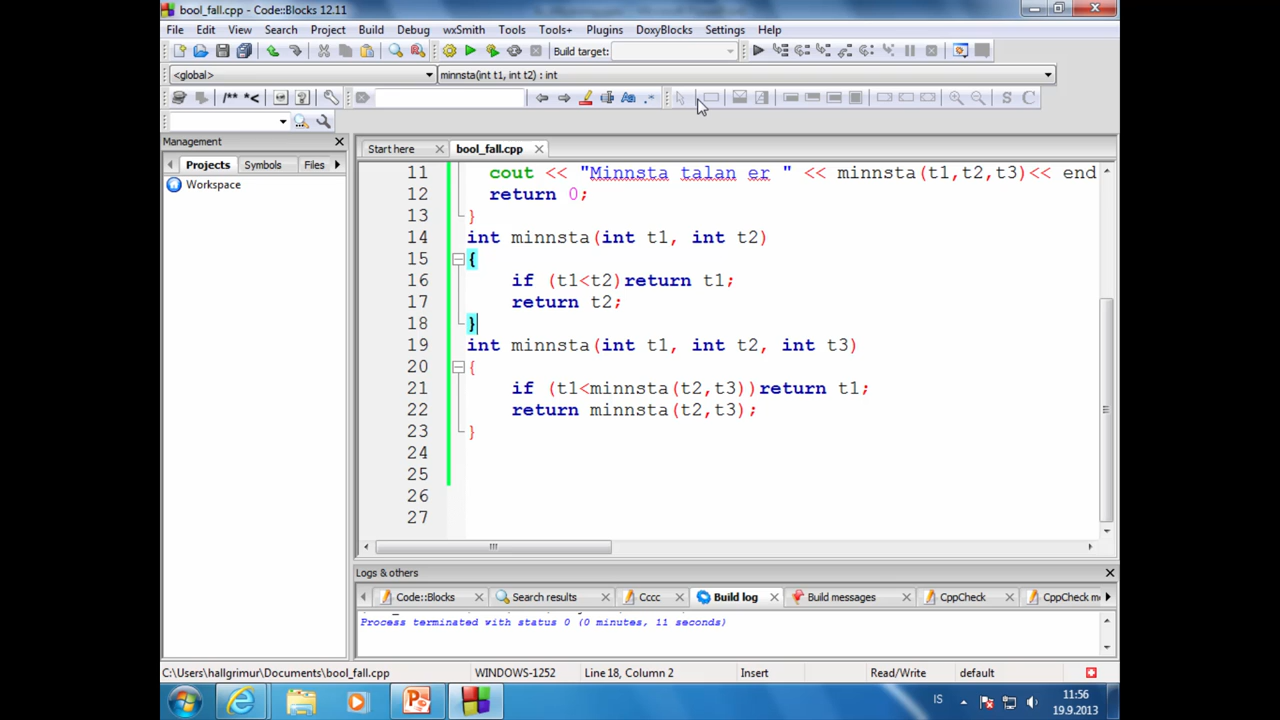 bool_fall.cpp - Code::Blocks 12.11
File Edit View Search Project Build Debug wxSmith Tools Tools+ Plugins DoxyBlocks Settings Help
Build target:
<global> minnsta(int t1, int t2) : int
/** *< Aa .* S C
Management
Projects Symbols Files
Workspace
Start here bool_fall.cpp
11 cout << "Minnsta talan er " << minnsta(t1,t2,t3)<< end
12 return 0;
13 }
14 int minnsta(int t1, int t2)
15 {
16 if (t1<t2)return t1;
17 return t2;
18 }
19 int minnsta(int t1, int t2, int t3)
20 {
21 if (t1<minnsta(t2,t3))return t1;
22 return minnsta(t2,t3);
23 }
24
25
26
27
Logs & others
Code::Blocks Search results Cccc Build log Build messages CppCheck CppCheck m
Process terminated with status 0 (0 minutes, 11 seconds)
C:\Users\hallgrimur\Documents\bool_fall.cpp WINDOWS-1252 Line 18, Column 2 Insert Read/Write default
IS 11:56
19.9.2013